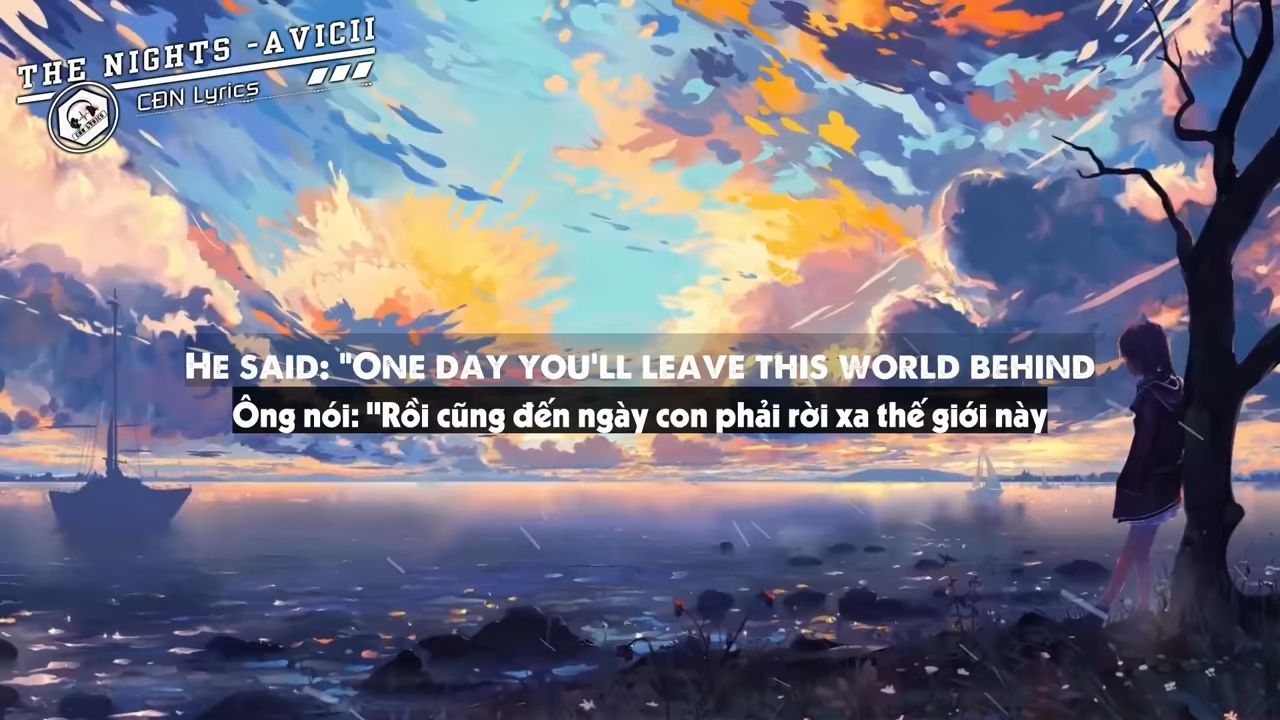 THE NIGHTS -AVICII
CĐN Lyrics
HE SAID: "ONE DAY YOU'LL LEAVE THIS WORLD BEHIND
Ông nói: "Rồi cũng đến ngày con phải rời xa thế giới này